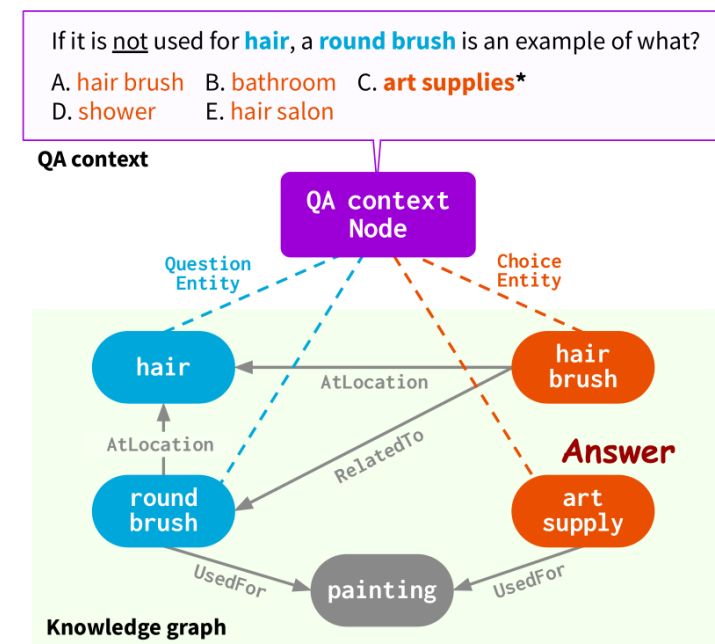 If it is not used for hair, a round brush is an example of what?
A. hair brush B. bathroom C. art supplies*
D. shower E. hair salon
QA context
QA context
Node
Question
Entity
Choice
Entity
hair
hair
brush
AtLocation
AtLocation
RelatedTo
Answer
round
brush
art
supply
UsedFor
painting
UsedFor
Knowledge graph